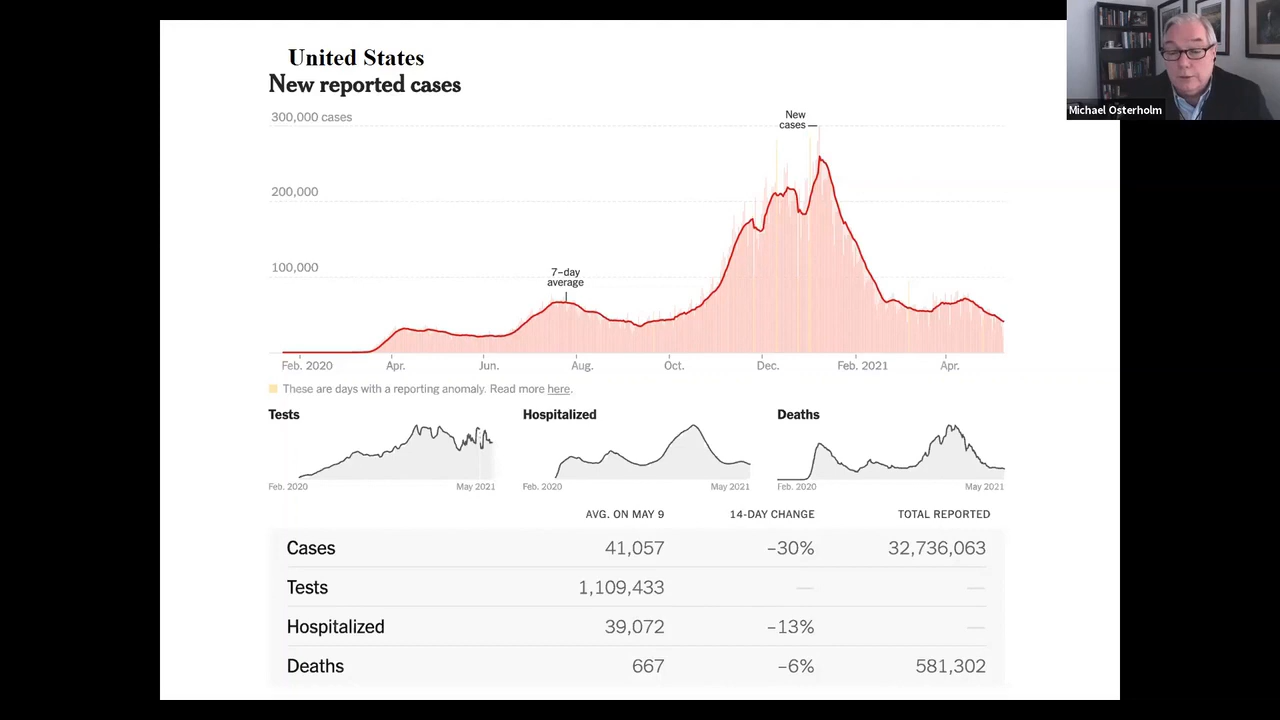 United States
New reported cases
300,000 cases
200,000
100,000
New
cases
7–day
average
Feb. 2020 Apr. Jun. Aug. Oct. Dec. Feb. 2021 Apr.
These are days with a reporting anomaly. Read more here.
Tests Hospitalized Deaths
Feb. 2020 May 2021 Feb. 2020 May 2021 Feb. 2020 May 2021
AVG. ON MAY 9 14-DAY CHANGE TOTAL REPORTED
Cases 41,057 –30% 32,736,063
Tests 1,109,433 — —
Hospitalized 39,072 –13% —
Deaths 667 –6% 581,302
Michael Osterholm